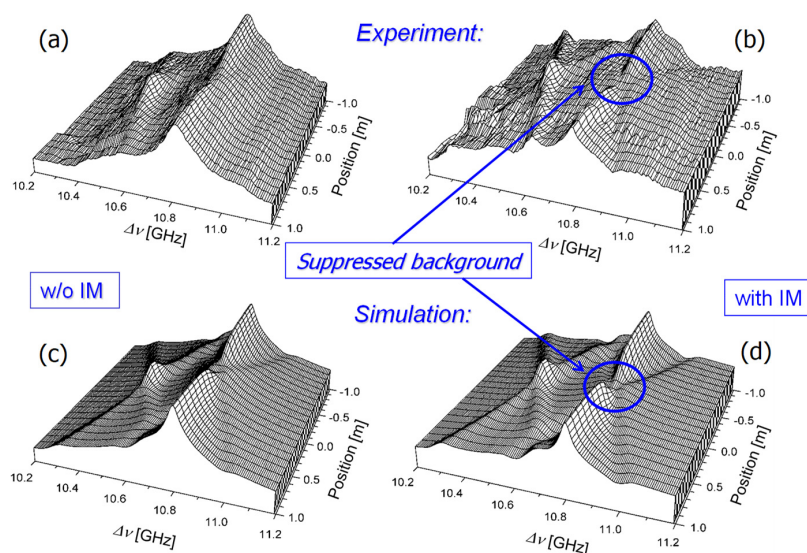 (a)
Experiment:
(b)
-1.0
-0.5
0.0
0.5
1.0
Position [m]
10.2
10.4
10.6
10.8
11.0
11.2
Δν [GHz]
-1.0
-0.5
0.0
0.5
1.0
Position [m]
10.2
10.4
10.6
10.8
11.0
11.2
Δν [GHz]
Suppressed background
w/o IM
with IM
Simulation:
(c)
(d)
-1.0
-0.5
0.0
0.5
1.0
Position [m]
10.2
10.4
10.6
10.8
11.0
11.2
Δν [GHz]
-1.0
-0.5
0.0
0.5
1.0
Position [m]
10.2
10.4
10.6
10.8
11.0
11.2
Δν [GHz]